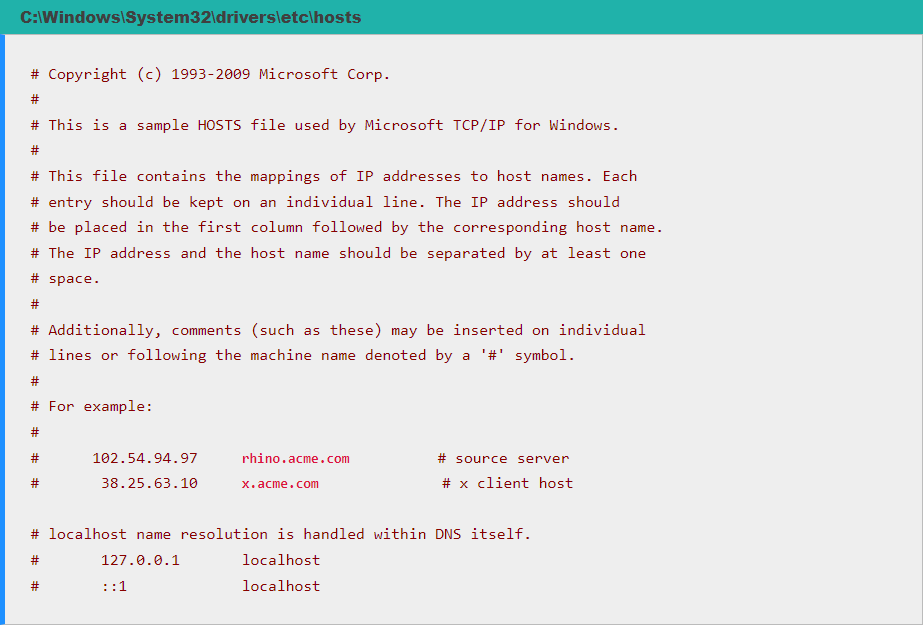 C:\Windows\System32\drivers\etc\hosts
# Copyright (c) 1993-2009 Microsoft Corp.
#
# This is a sample HOSTS file used by Microsoft TCP/IP for Windows.
#
# This file contains the mappings of IP addresses to host names. Each
# entry should be kept on an individual line. The IP address should
# be placed in the first column followed by the corresponding host name.
# The IP address and the host name should be separated by at least one
# space.
#
# Additionally, comments (such as these) may be inserted on individual
# lines or following the machine name denoted by a '#' symbol.
#
# For example:
#
#      102.54.94.97     rhino.acme.com          # source server
#       38.25.63.10     x.acme.com              # x client host

# localhost name resolution is handled within DNS itself.
#       127.0.0.1       localhost
#       ::1             localhost